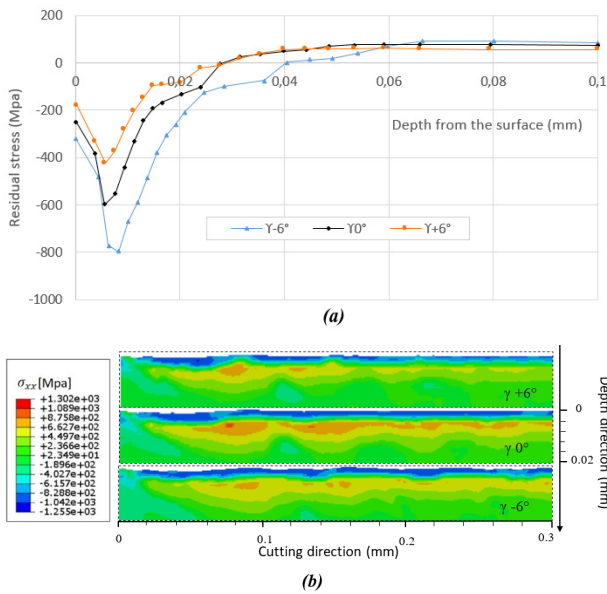 200
0
-200
-400
-600
-800
-1000
0 0,02 0,04 0,06 0,08 0,1
Residual stress (Mpa)
Depth from the surface (mm)
ϒ-6° ϒ0° ϒ+6°
(a)
σxx[Mpa]
+1.302e+03
+1.089e+03
+8.758e+02
+6.627e+02
+4.497e+02
+2.366e+02
+2.349e+01
-1.896e+02
-4.027e+02
-6.157e+02
-8.288e+02
-1.042e+03
-1.255e+03
γ +6°
γ 0°
γ -6°
0
0.02
Depth direction (mm)
0 0.1 0.2 0.3
Cutting direction (mm)
(b)